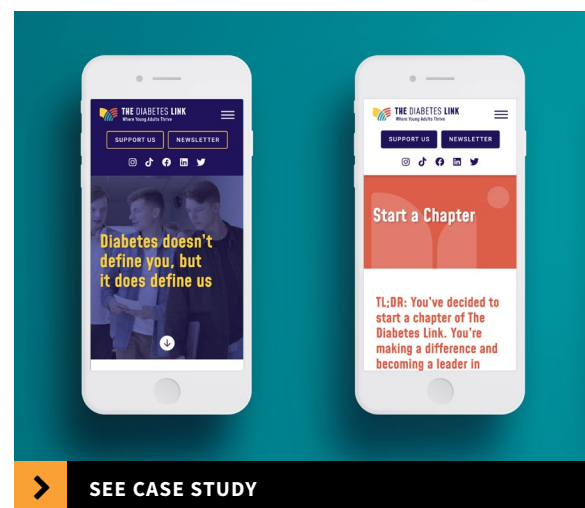 THE DIABETES LINK
Where Young Adults Thrive
SUPPORT US
NEWSLETTER
Diabetes doesn't
define you, but
it does define us
THE DIABETES LINK
Where Young Adults Thrive
SUPPORT US
NEWSLETTER
Start a Chapter
TL;DR: You've decided to
start a chapter of The
Diabetes Link. You're
making a difference and
becoming a leader in
SEE CASE STUDY